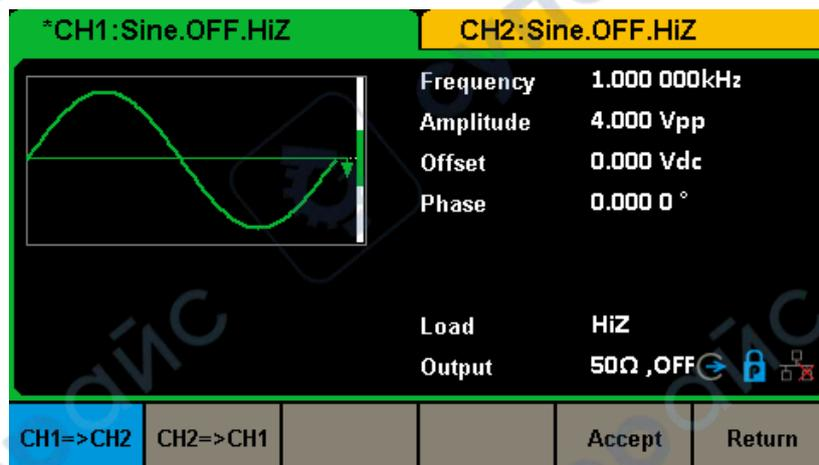 *CH1:Sine.OFF.HiZ
CH2:Sine.OFF.HiZ
Frequency 1.000 000kHz
Amplitude 4.000 Vpp
Offset 0.000 Vdc
Phase 0.000 0 °
Load HiZ
Output 50Ω ,OFF
P
CH1=>CH2 CH2=>CH1 Accept Return